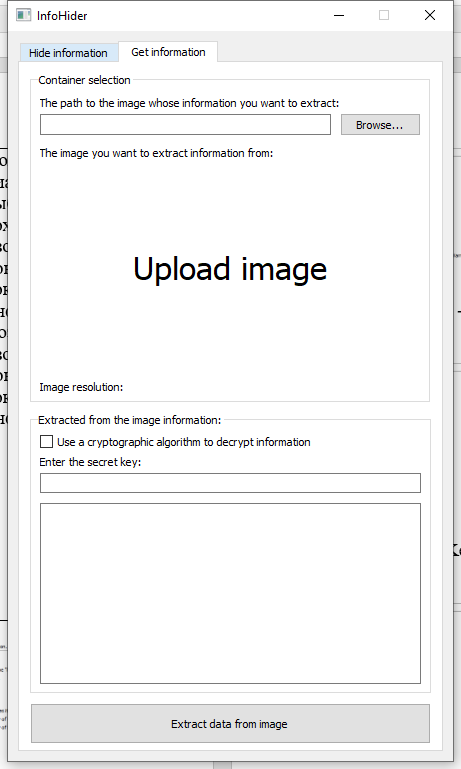 InfoHider
Hide information
Get information
Container selection
The path to the image whose information you want to extract:
Browse...
The image you want to extract information from:
Upload image
Image resolution:
Extracted from the image information:
Use a cryptographic algorithm to decrypt information
Enter the secret key:
Extract data from image